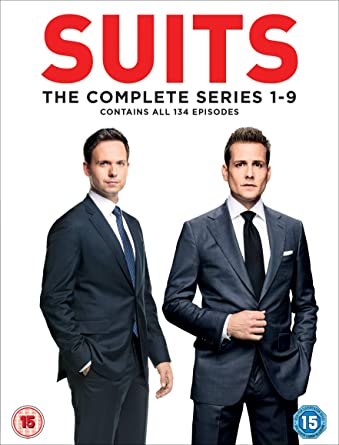 SUITS
THE COMPLETE SERIES 1-9
CONTAINS ALL 134 EPISODES
15 15